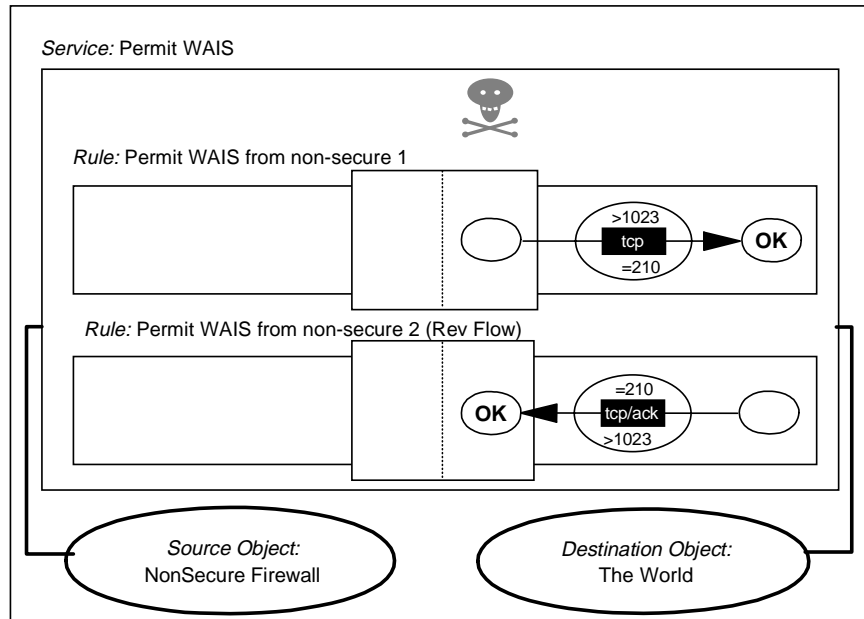 Service: Permit WAIS
Rule: Permit WAIS from non-secure 1
>1023
tcp
=210
OK
Rule: Permit WAIS from non-secure 2 (Rev Flow)
OK
=210
tcp/ack
>1023
Source Object:
NonSecure Firewall
Destination Object:
The World